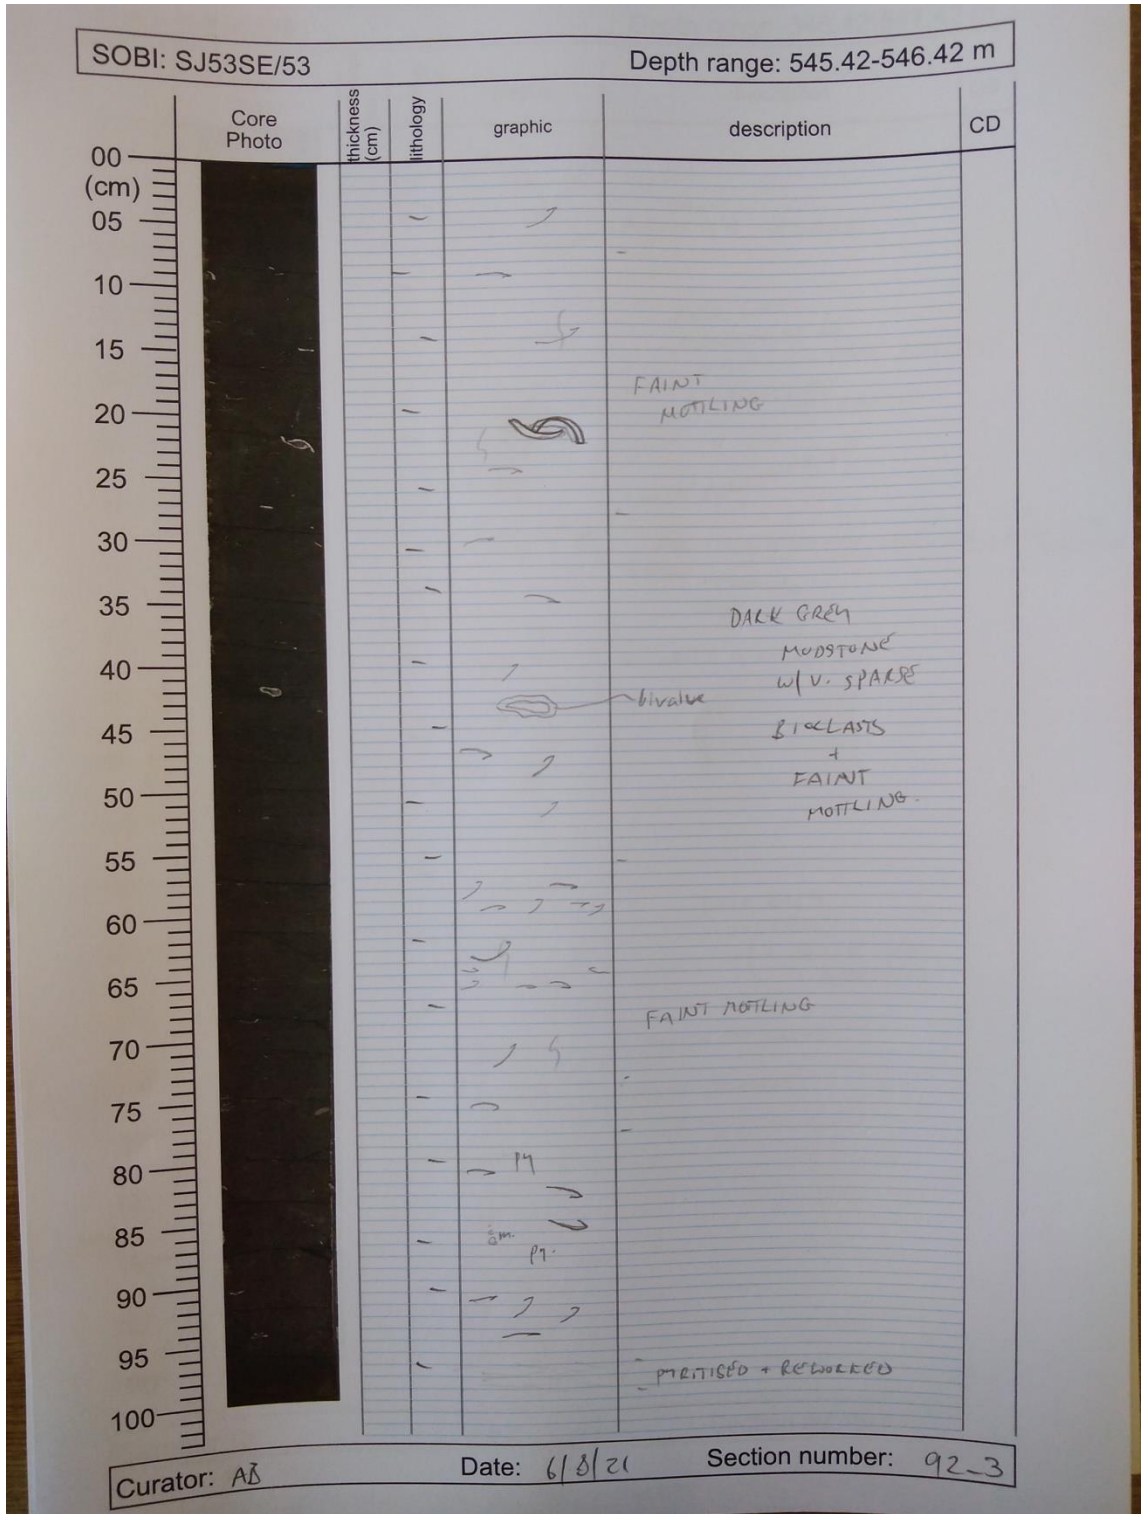 SOBI: SJ53SE/53
Depth range: 545.42-546.42 m
Core
Photo
thickness
(cm)
lithology
graphic
description
CD
00
(cm)
05
10
15
FAINT
MOTTLING
20
25
30
35
DARK GREY
MUDSTONE
40
W/ V. SPARSE
bivalve
45
BIOCLASTS
+
FAINT
50
MOTTLING.
55
60
65
FAINT MOTTLING
70
75
80
Py
85
Py.
90
95
PYRITISED + REWORKED
100
Curator: AB
Date: 6/8/21
Section number: 92_3